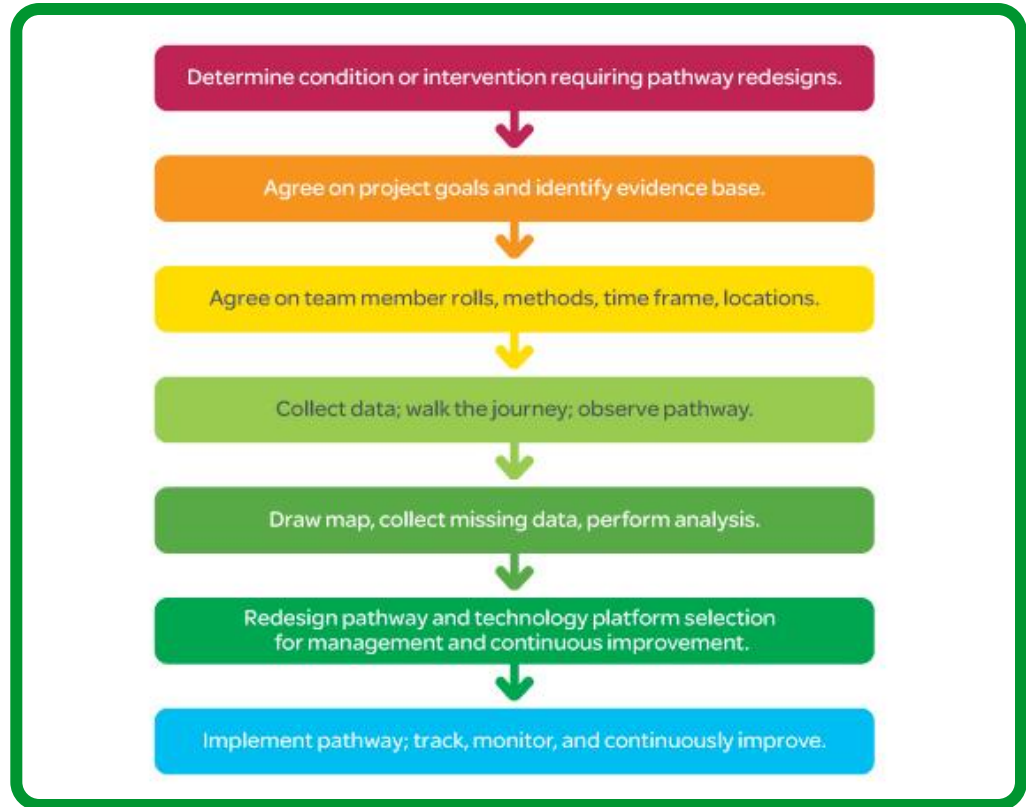 Determine condition or intervention requiring pathway redesigns.
Agree on project goals and identify evidence base.
Agree on team member rolls, methods, time frame, locations.
Collect data; walk the journey; observe pathway.
Draw map, collect missing data, perform analysis.
Redesign pathway and technology platform selection
for management and continuous improvement.
Implement pathway; track, monitor, and continuously improve.